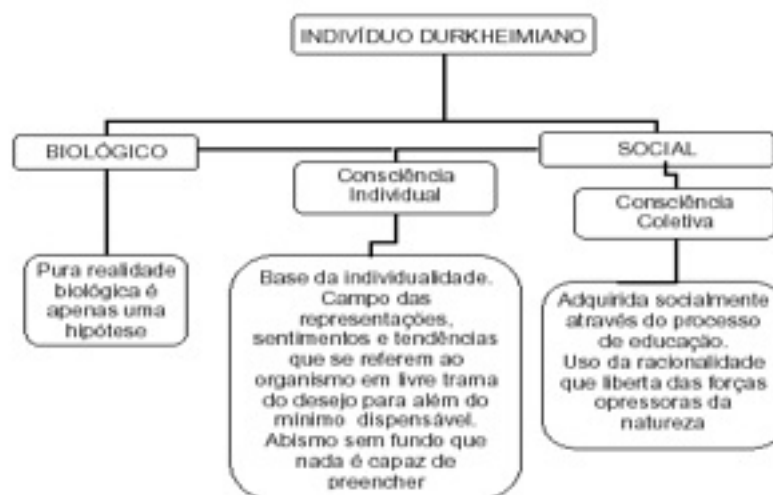 INDIVÍDUO DURKHEIMIANO
BIOLÓGICO
SOCIAL
Consciência
Individual
Consciência
Coletiva
Pura realidade
biológica é
apenas uma
hipótese
Base da individualidade.
Campo das
representações,
sentimentos e tendências
que se referem ao
organismo em livre trama
do desejo para além do
mínimo dispensável.
Abismo sem fundo que
nada é capaz de
preencher
Adquirida socialmente
através do processo
de educação.
Uso da racionalidade
que liberta das forças
opressoras da
natureza